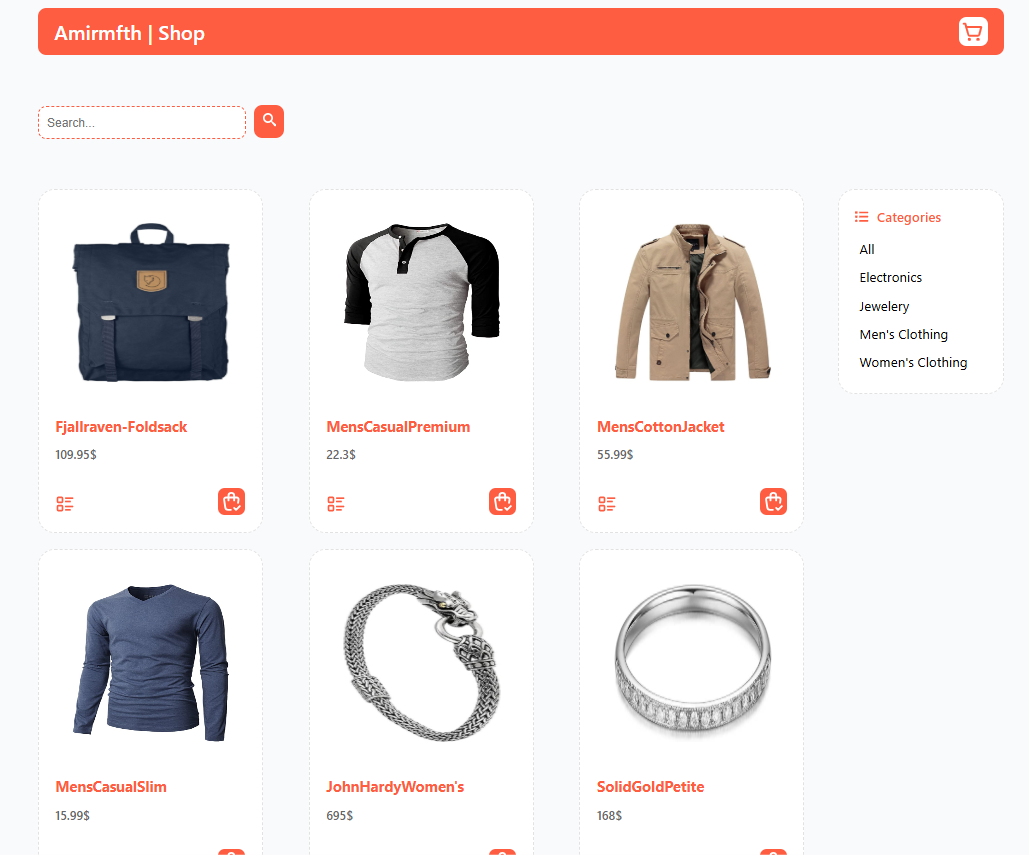 Amirmfth | Shop
Search...
Fjallraven-Foldsack
109.95$
MensCasualPremium
22.3$
MensCottonJacket
55.99$
Categories
All
Electronics
Jewelery
Men's Clothing
Women's Clothing
MensCasualSlim
15.99$
JohnHardyWomen's
695$
SolidGoldPetite
168$